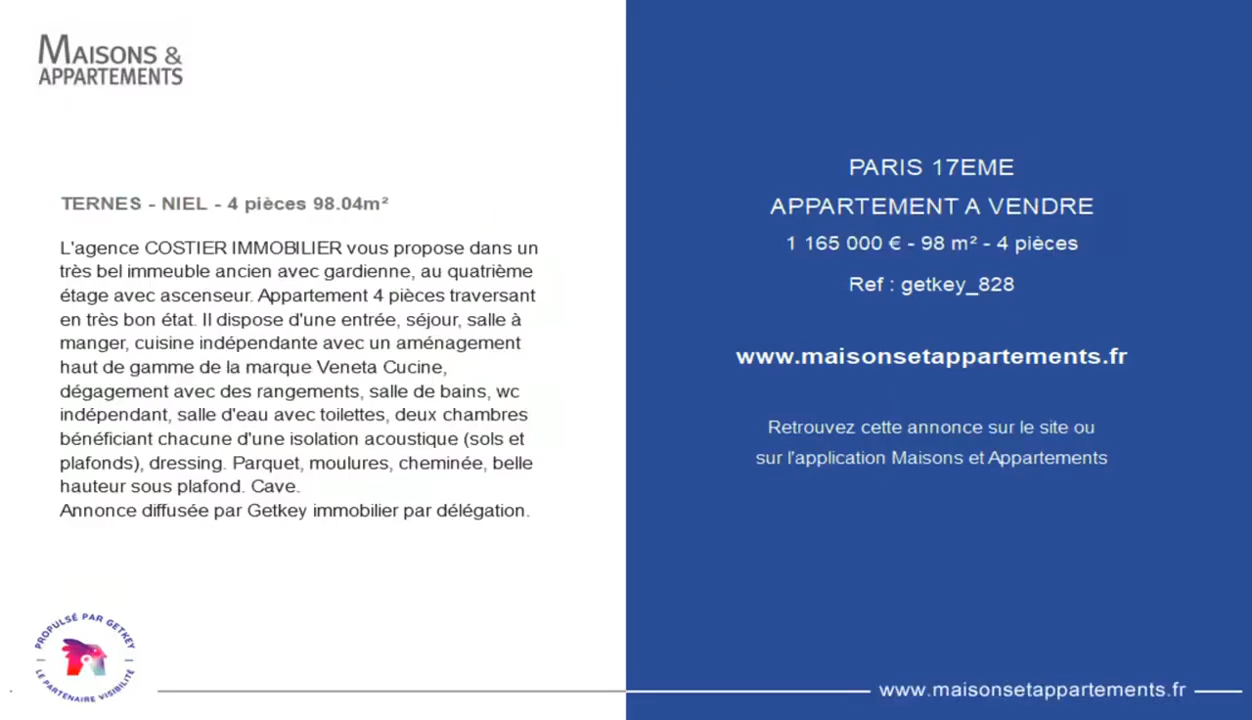 MAISONS &
APPARTEMENTS
TERNES - NIEL - 4 pièces 98.04m²
L'agence COSTIER IMMOBILIER vous propose dans un
très bel immeuble ancien avec gardienne, au quatrième
étage avec ascenseur. Appartement 4 pièces traversant
en très bon état. Il dispose d'une entrée, séjour, salle à
manger, cuisine indépendante avec un aménagement
haut de gamme de la marque Veneta Cucine,
dégagement avec des rangements, salle de bains, wc
indépendant, salle d'eau avec toilettes, deux chambres
bénéficiant chacune d'une isolation acoustique (sols et
plafonds), dressing. Parquet, moulures, cheminée, belle
hauteur sous plafond. Cave.
Annonce diffusée par Getkey immobilier par délégation.
PROPULSÉ PAR GETKEY
LE PARTENAIRE VISIBILITÉ
PARIS 17EME
APPARTEMENT A VENDRE
1 165 000 € - 98 m² - 4 pièces
Ref : getkey_828
www.maisonsetappartements.fr
Retrouvez cette annonce sur le site ou
sur l'application Maisons et Appartements
www.maisonsetappartements.fr